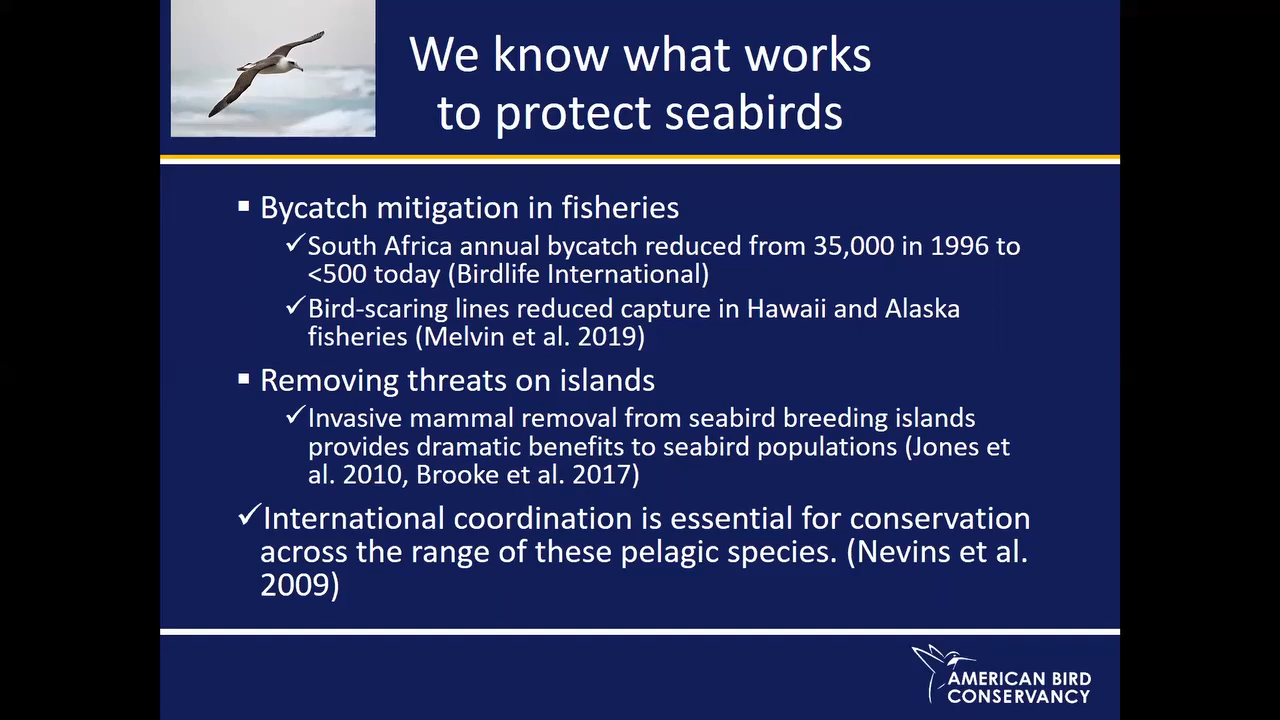 We know what works
to protect seabirds
▪ Bycatch mitigation in fisheries
✓South Africa annual bycatch reduced from 35,000 in 1996 to
<500 today (Birdlife International)
✓Bird-scaring lines reduced capture in Hawaii and Alaska
fisheries (Melvin et al. 2019)
▪ Removing threats on islands
✓Invasive mammal removal from seabird breeding islands
provides dramatic benefits to seabird populations (Jones et
al. 2010, Brooke et al. 2017)
✓International coordination is essential for conservation
across the range of these pelagic species. (Nevins et al.
2009)
AMERICAN BIRD
CONSERVANCY